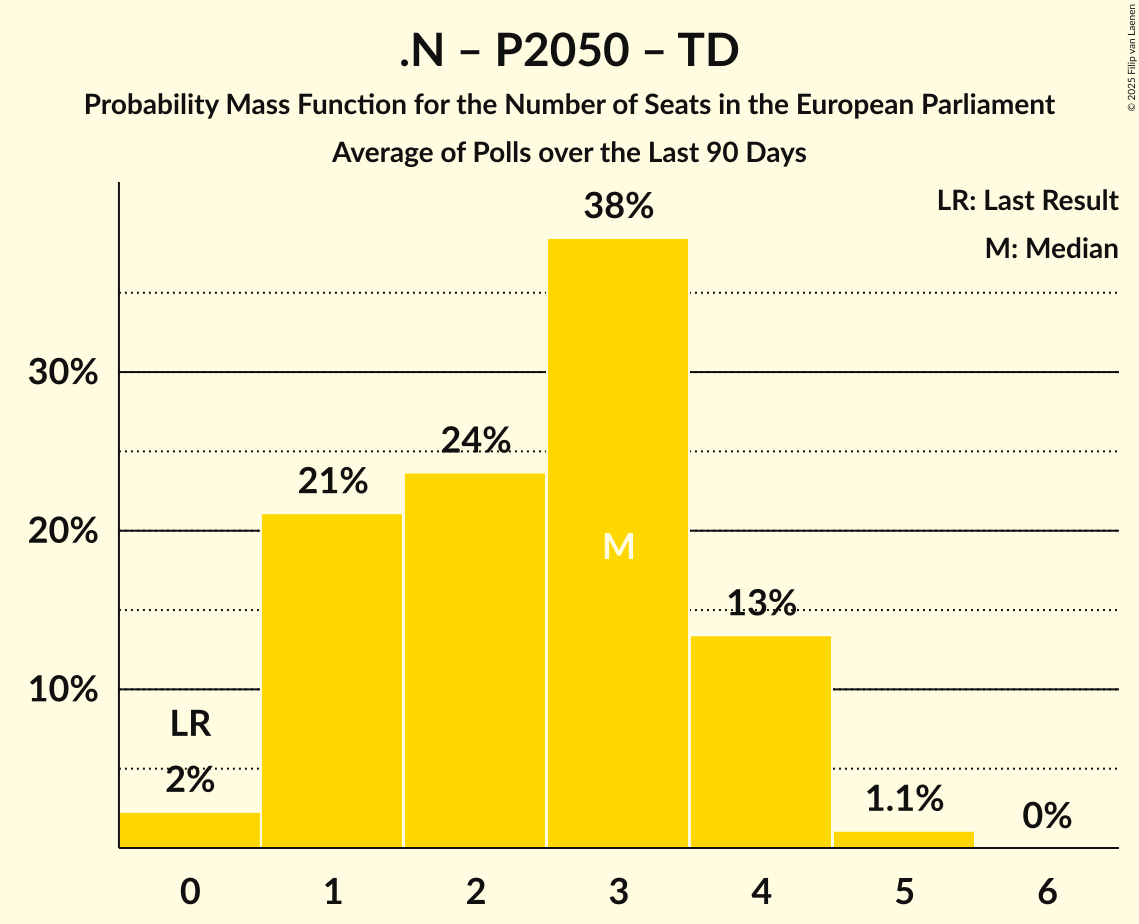 .N – P2050 – TD
Probability Mass Function for the Number of Seats in the European Parliament
Average of Polls over the Last 90 Days
© 2025 Filip van Laenen
LR: Last Result
M: Median
38%
30%
24%
21%
20%
M
13%
10%
LR
2%
1.1%
0%
0 1 2 3 4 5 6